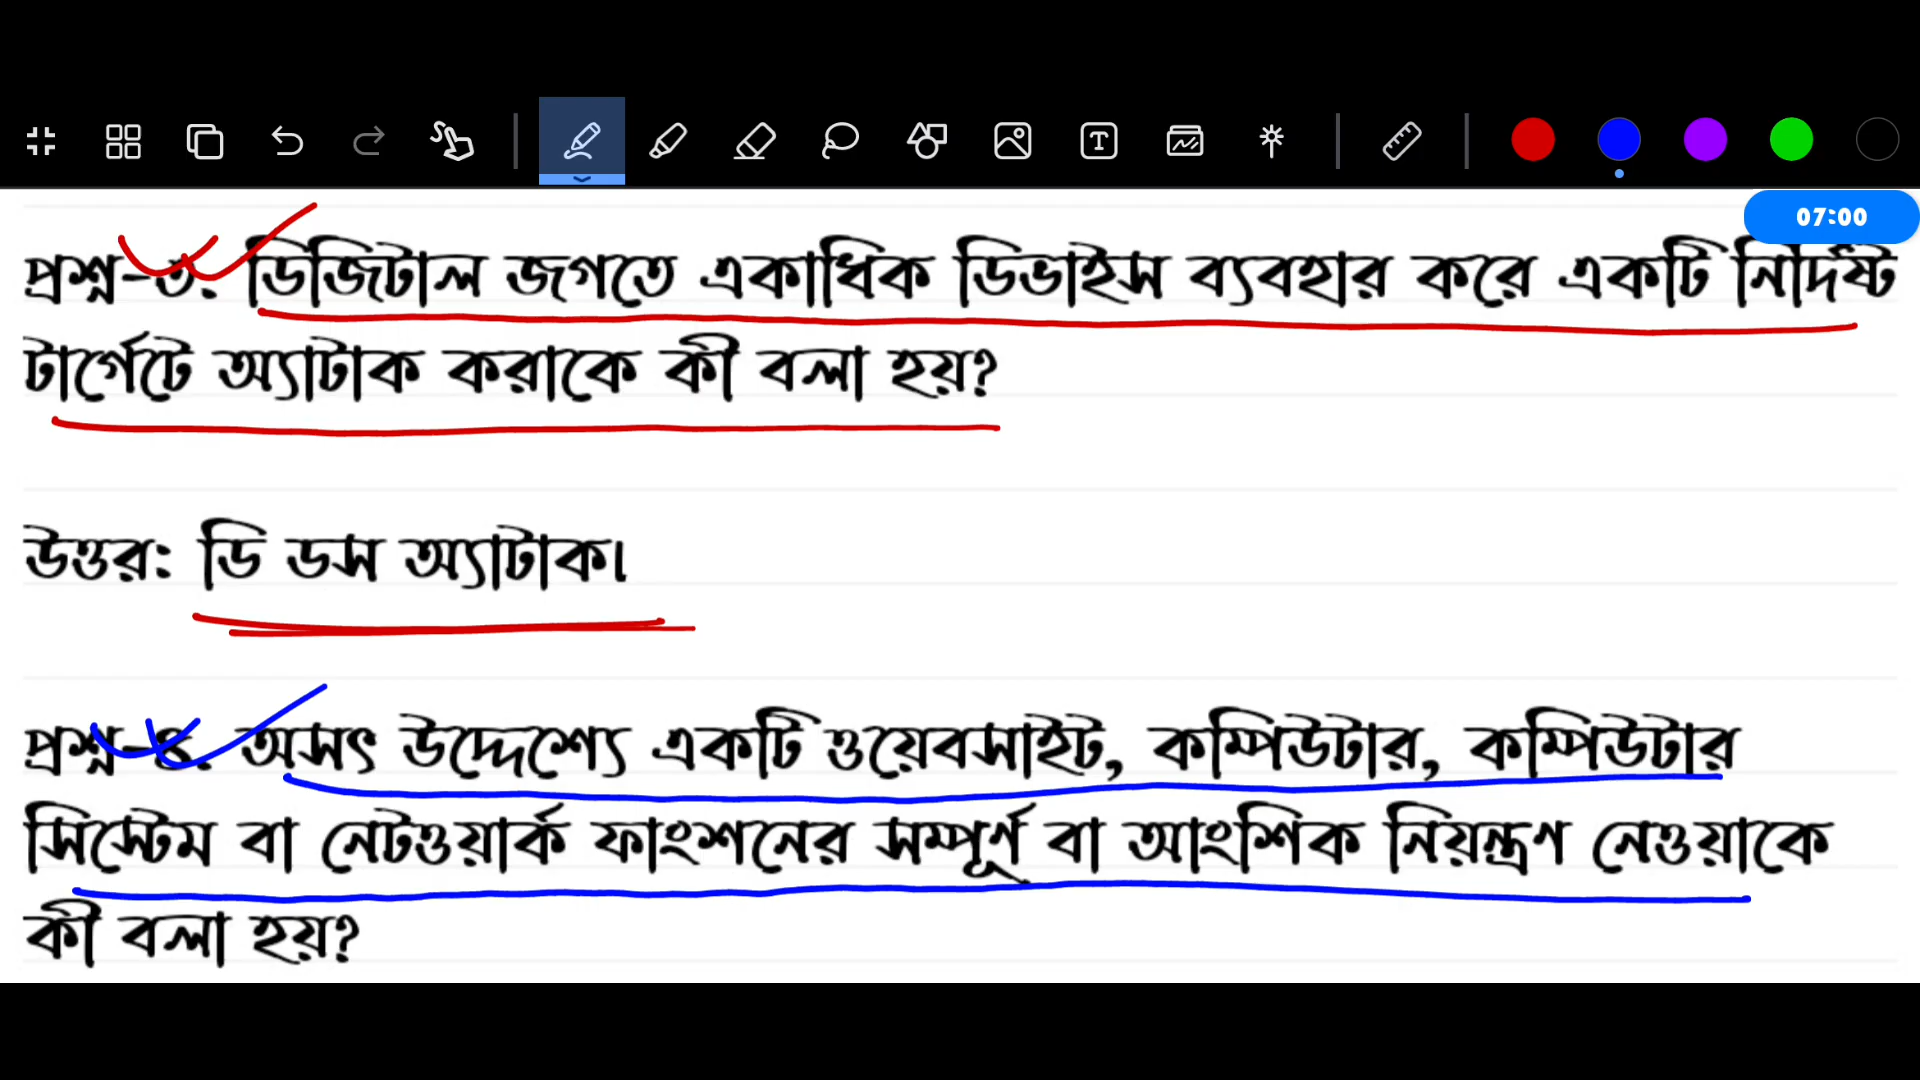 07:00
প্রশ্ন-৩. ডিজিটাল জগতে একাধিক ডিভাইস ব্যবহার করে একটি নির্দিষ্ট
টার্গেটে অ্যাটাক করাকে কী বলা হয়?
উত্তর: ডি ডস অ্যাটাক।
প্রশ্ন-৪. অসৎ উদ্দেশ্যে একটি ওয়েবসাইট, কম্পিউটার, কম্পিউটার
সিস্টেম বা নেটওয়ার্ক ফাংশনের সম্পূর্ণ বা আংশিক নিয়ন্ত্রণ নেওয়াকে
কী বলা হয়?